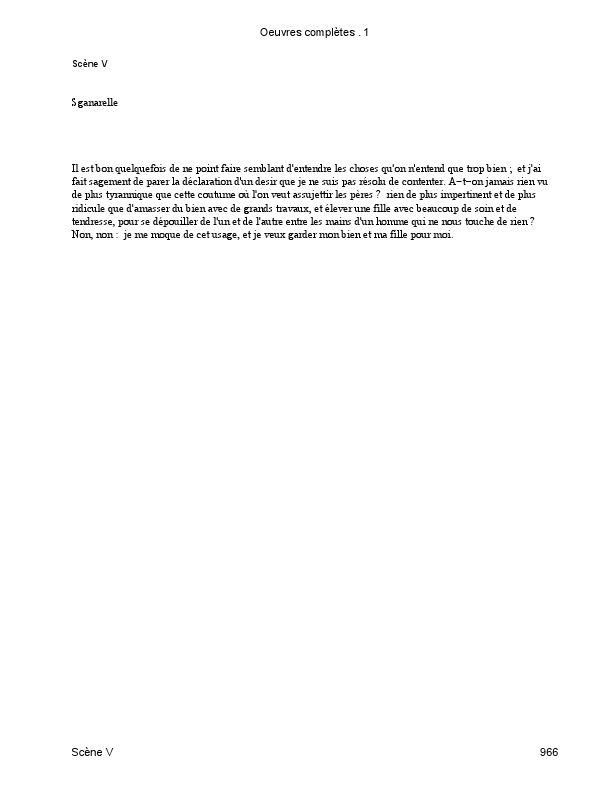 Oeuvres complètes . 1
Scène V
Sganarelle
Il est bon quelquefois de ne point faire semblant d'entendre les choses qu'on n'entend que trop bien ; et j'ai
fait sagement de parer la déclaration d'un desir que je ne suis pas résolu de contenter. A-t-on jamais rien vu
de plus tyrannique que cette coutume où l'on veut assujettir les pères ? rien de plus impertinent et de plus
ridicule que d'amasser du bien avec de grands travaux, et élever une fille avec beaucoup de soin et de
tendresse, pour se dépouiller de l'un et de l'autre entre les mains d'un homme qui ne nous touche de rien ?
Non, non : je me moque de cet usage, et je veux garder mon bien et ma fille pour moi.
Scène V 966